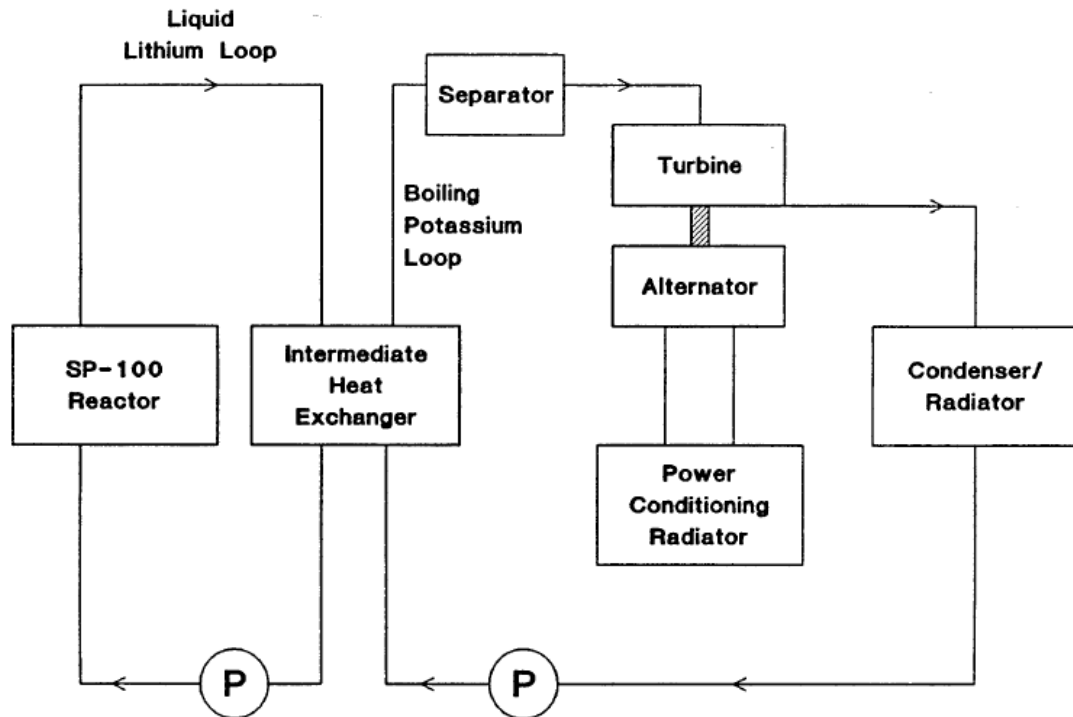 Liquid
Lithium Loop
Separator
Turbine
Boiling
Potassium
Loop
Alternator
SP-100
Reactor
Intermediate
Heat
Exchanger
Condenser/
Radiator
Power
Conditioning
Radiator
P
P